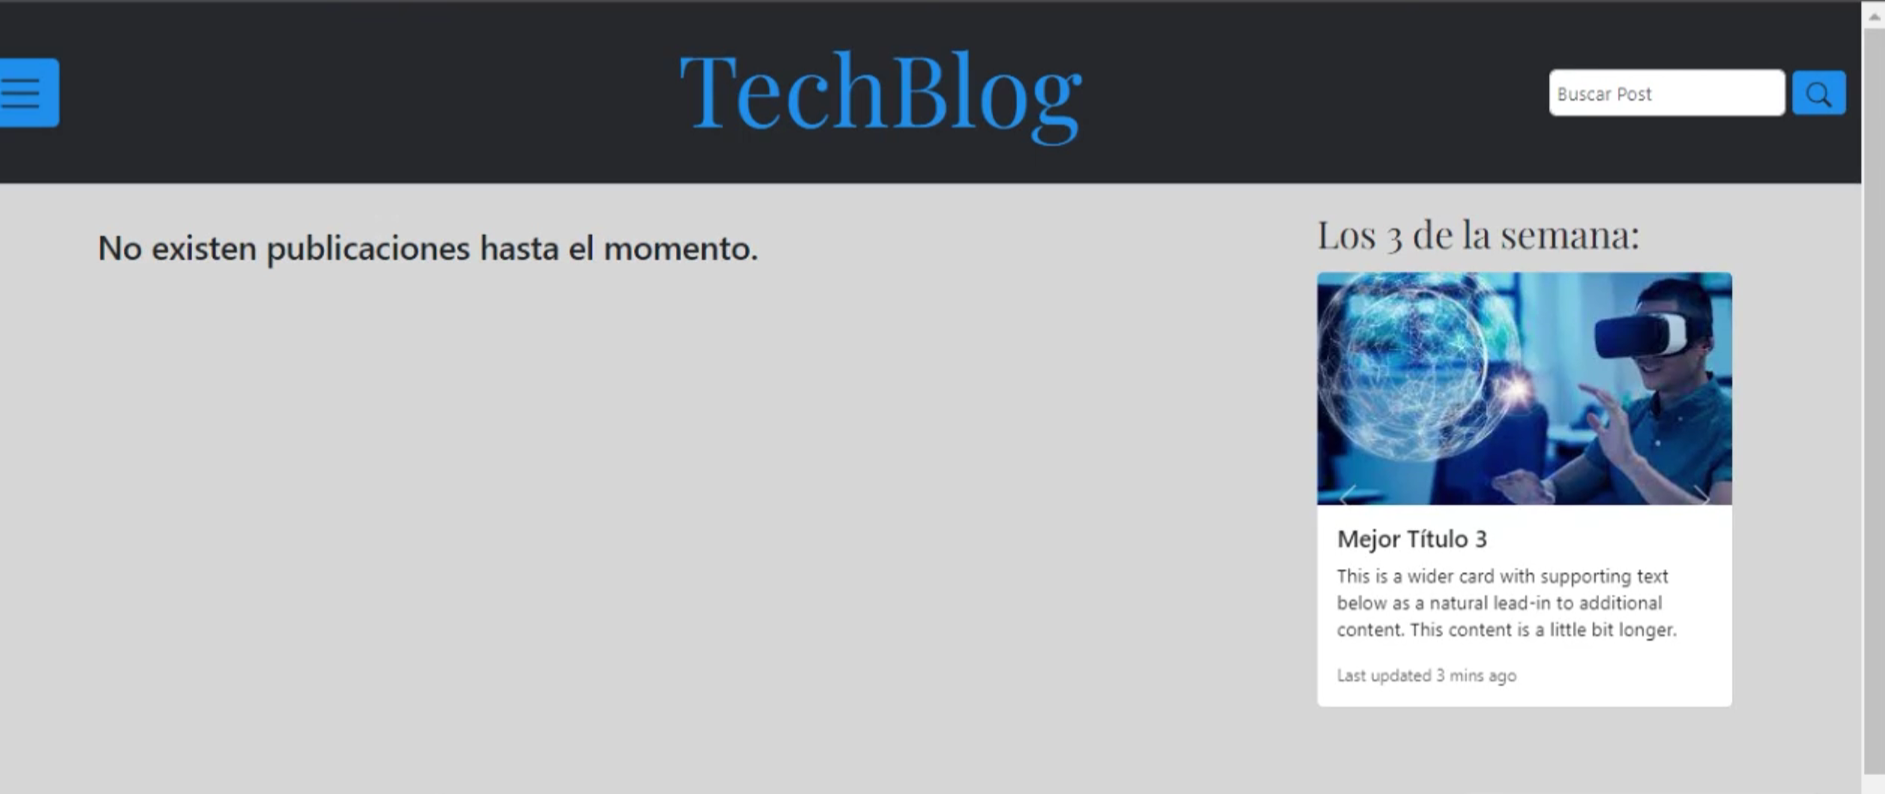 TechBlog
Buscar Post
No existen publicaciones hasta el momento.
Los 3 de la semana:
Mejor Título 3
This is a wider card with supporting text
below as a natural lead-in to additional
content. This content is a little bit longer.
Last updated 3 mins ago